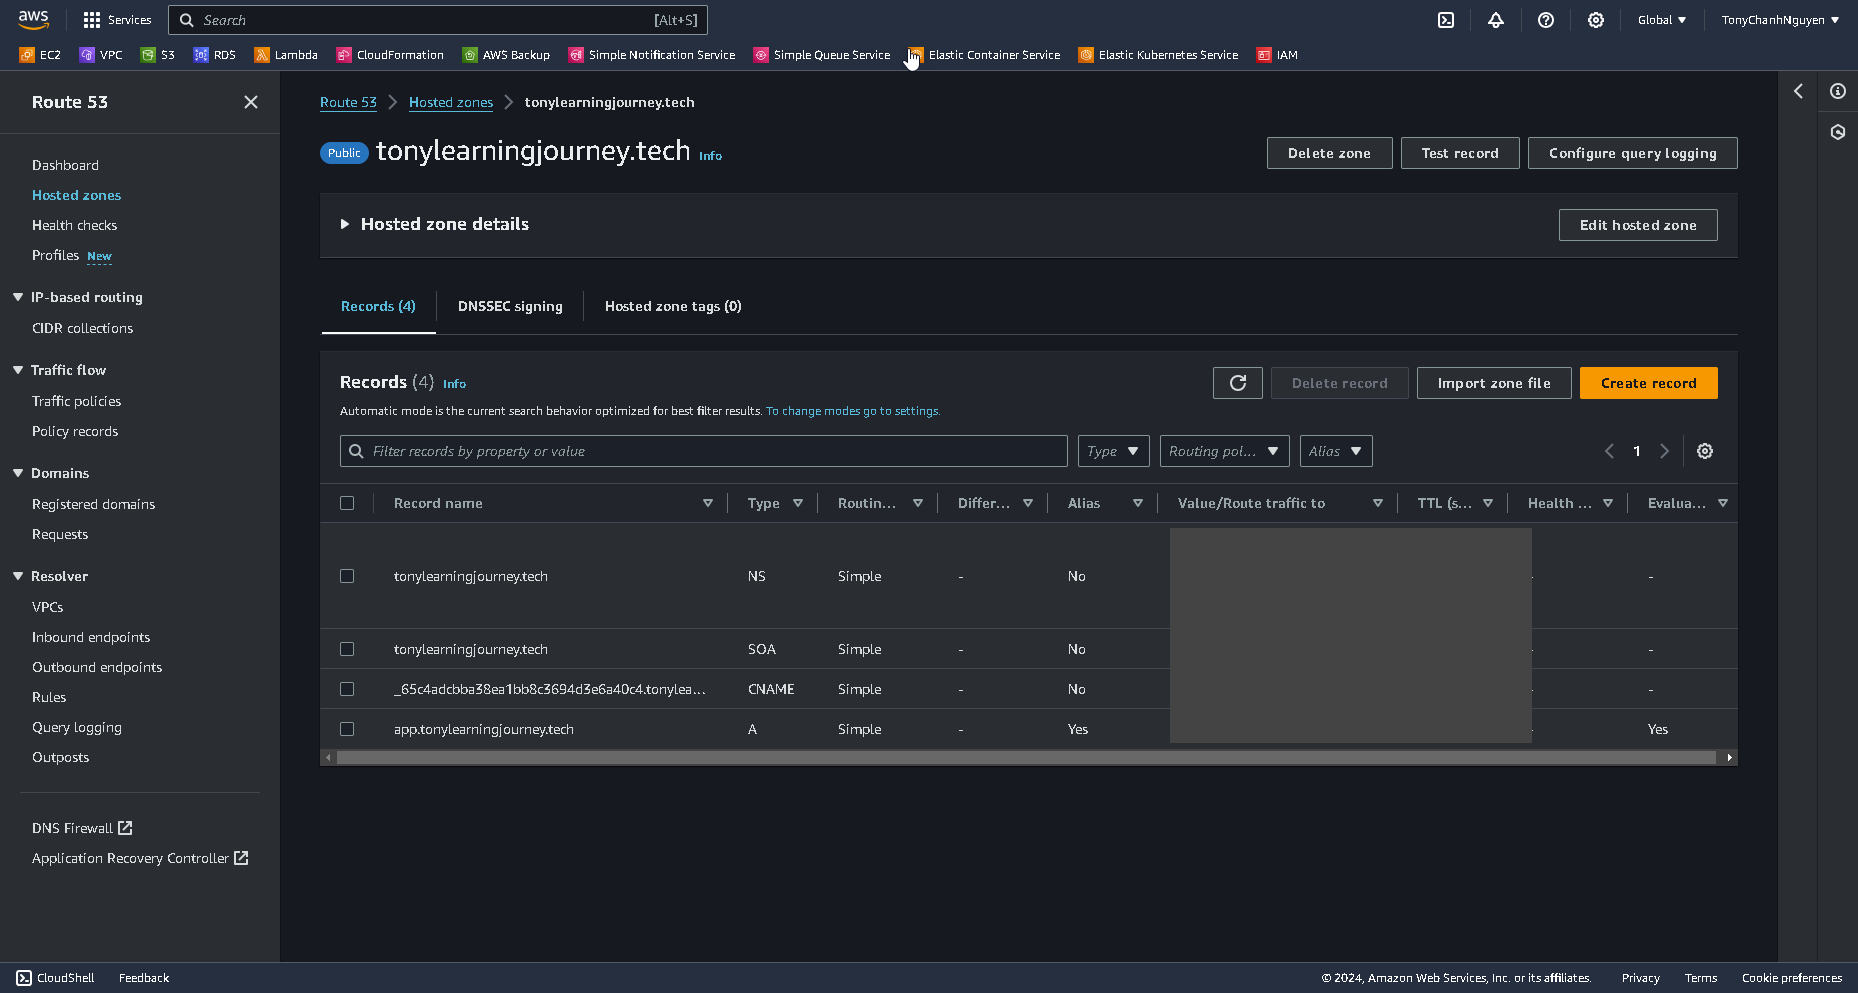 aws
Services
Search [Alt+S]
Global
TonyChanhNguyen
EC2 VPC S3 RDS Lambda CloudFormation AWS Backup Simple Notification Service Simple Queue Service Elastic Container Service Elastic Kubernetes Service IAM
Route 53
Dashboard
Hosted zones
Health checks
Profiles New
IP-based routing
CIDR collections
Traffic flow
Traffic policies
Policy records
Domains
Registered domains
Requests
Resolver
VPCs
Inbound endpoints
Outbound endpoints
Rules
Query logging
Outposts
DNS Firewall
Application Recovery Controller
Route 53 Hosted zones tonylearningjourney.tech
Public tonylearningjourney.tech Info
Delete zone Test record Configure query logging
Hosted zone details
Edit hosted zone
Records (4) DNSSEC signing Hosted zone tags (0)
Records (4) Info
Delete record Import zone file Create record
Automatic mode is the current search behavior optimized for best filter results. To change modes go to settings.
Filter records by property or value Type Routing pol... Alias 1
Record name Type Routin... Differ... Alias Value/Route traffic to TTL (s... Health ... Evalua...
tonylearningjourney.tech NS Simple - No - -
tonylearningjourney.tech SOA Simple - No - -
_65c4adcbba38ea1bb8c3694d3e6a40c4.tonylea... CNAME Simple - No - -
app.tonylearningjourney.tech A Simple - Yes - Yes
CloudShell Feedback
© 2024, Amazon Web Services, Inc. or its affiliates. Privacy Terms Cookie preferences